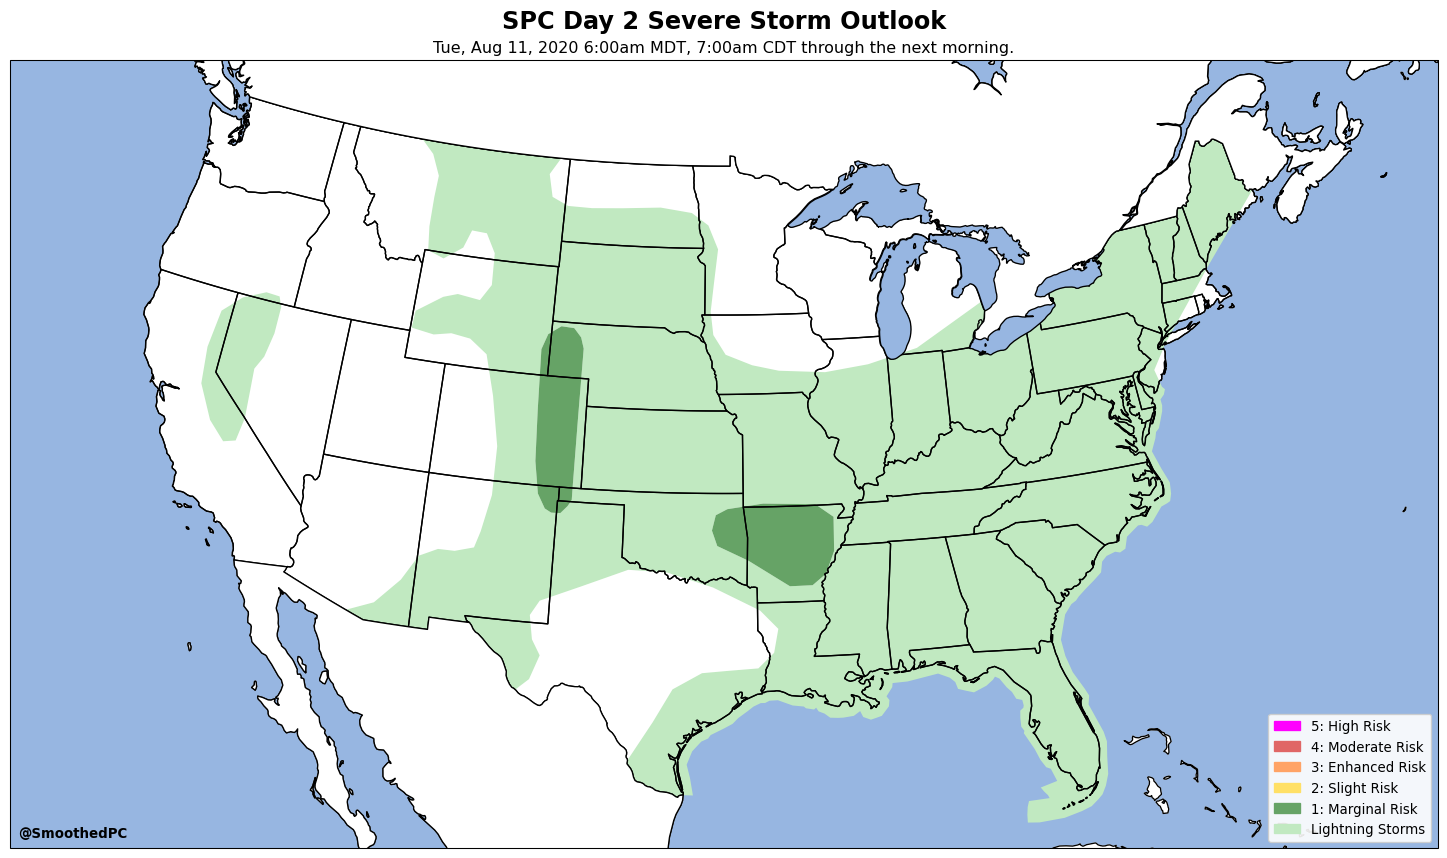 SPC Day 2 Severe Storm Outlook
Tue, Aug 11, 2020 6:00am MDT, 7:00am CDT through the next morning.
5: High Risk
4: Moderate Risk
3: Enhanced Risk
2: Slight Risk
1: Marginal Risk
Lightning Storms
@SmoothedPC